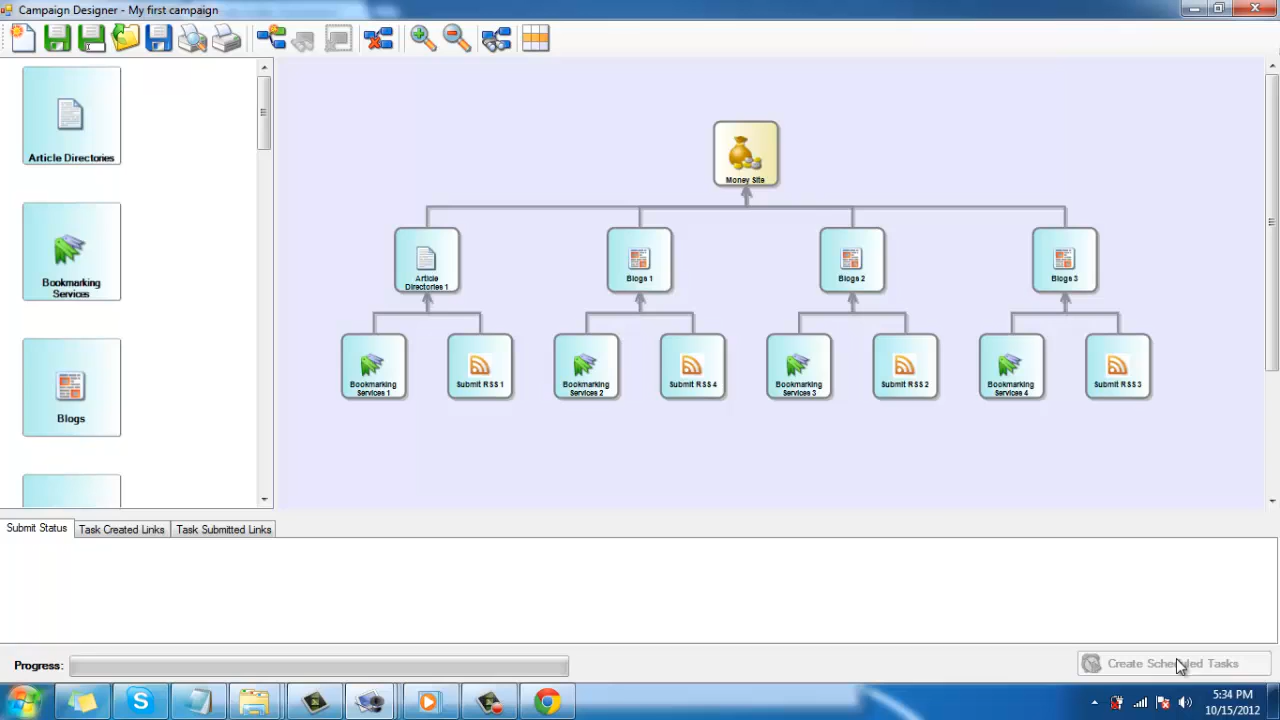 Campaign Designer - My first campaign
Article Directories
Bookmarking
Services
Blogs
Money Site
Article
Directories 1
Blogs 1
Blogs 2
Blogs 3
Bookmarking
Services 1
Submit RSS 1
Bookmarking
Services 2
Submit RSS 4
Bookmarking
Services 3
Submit RSS 2
Bookmarking
Services 4
Submit RSS 3
Submit Status
Task Created Links
Task Submitted Links
Progress:
Create Scheduled Tasks
5:34 PM
10/15/2012